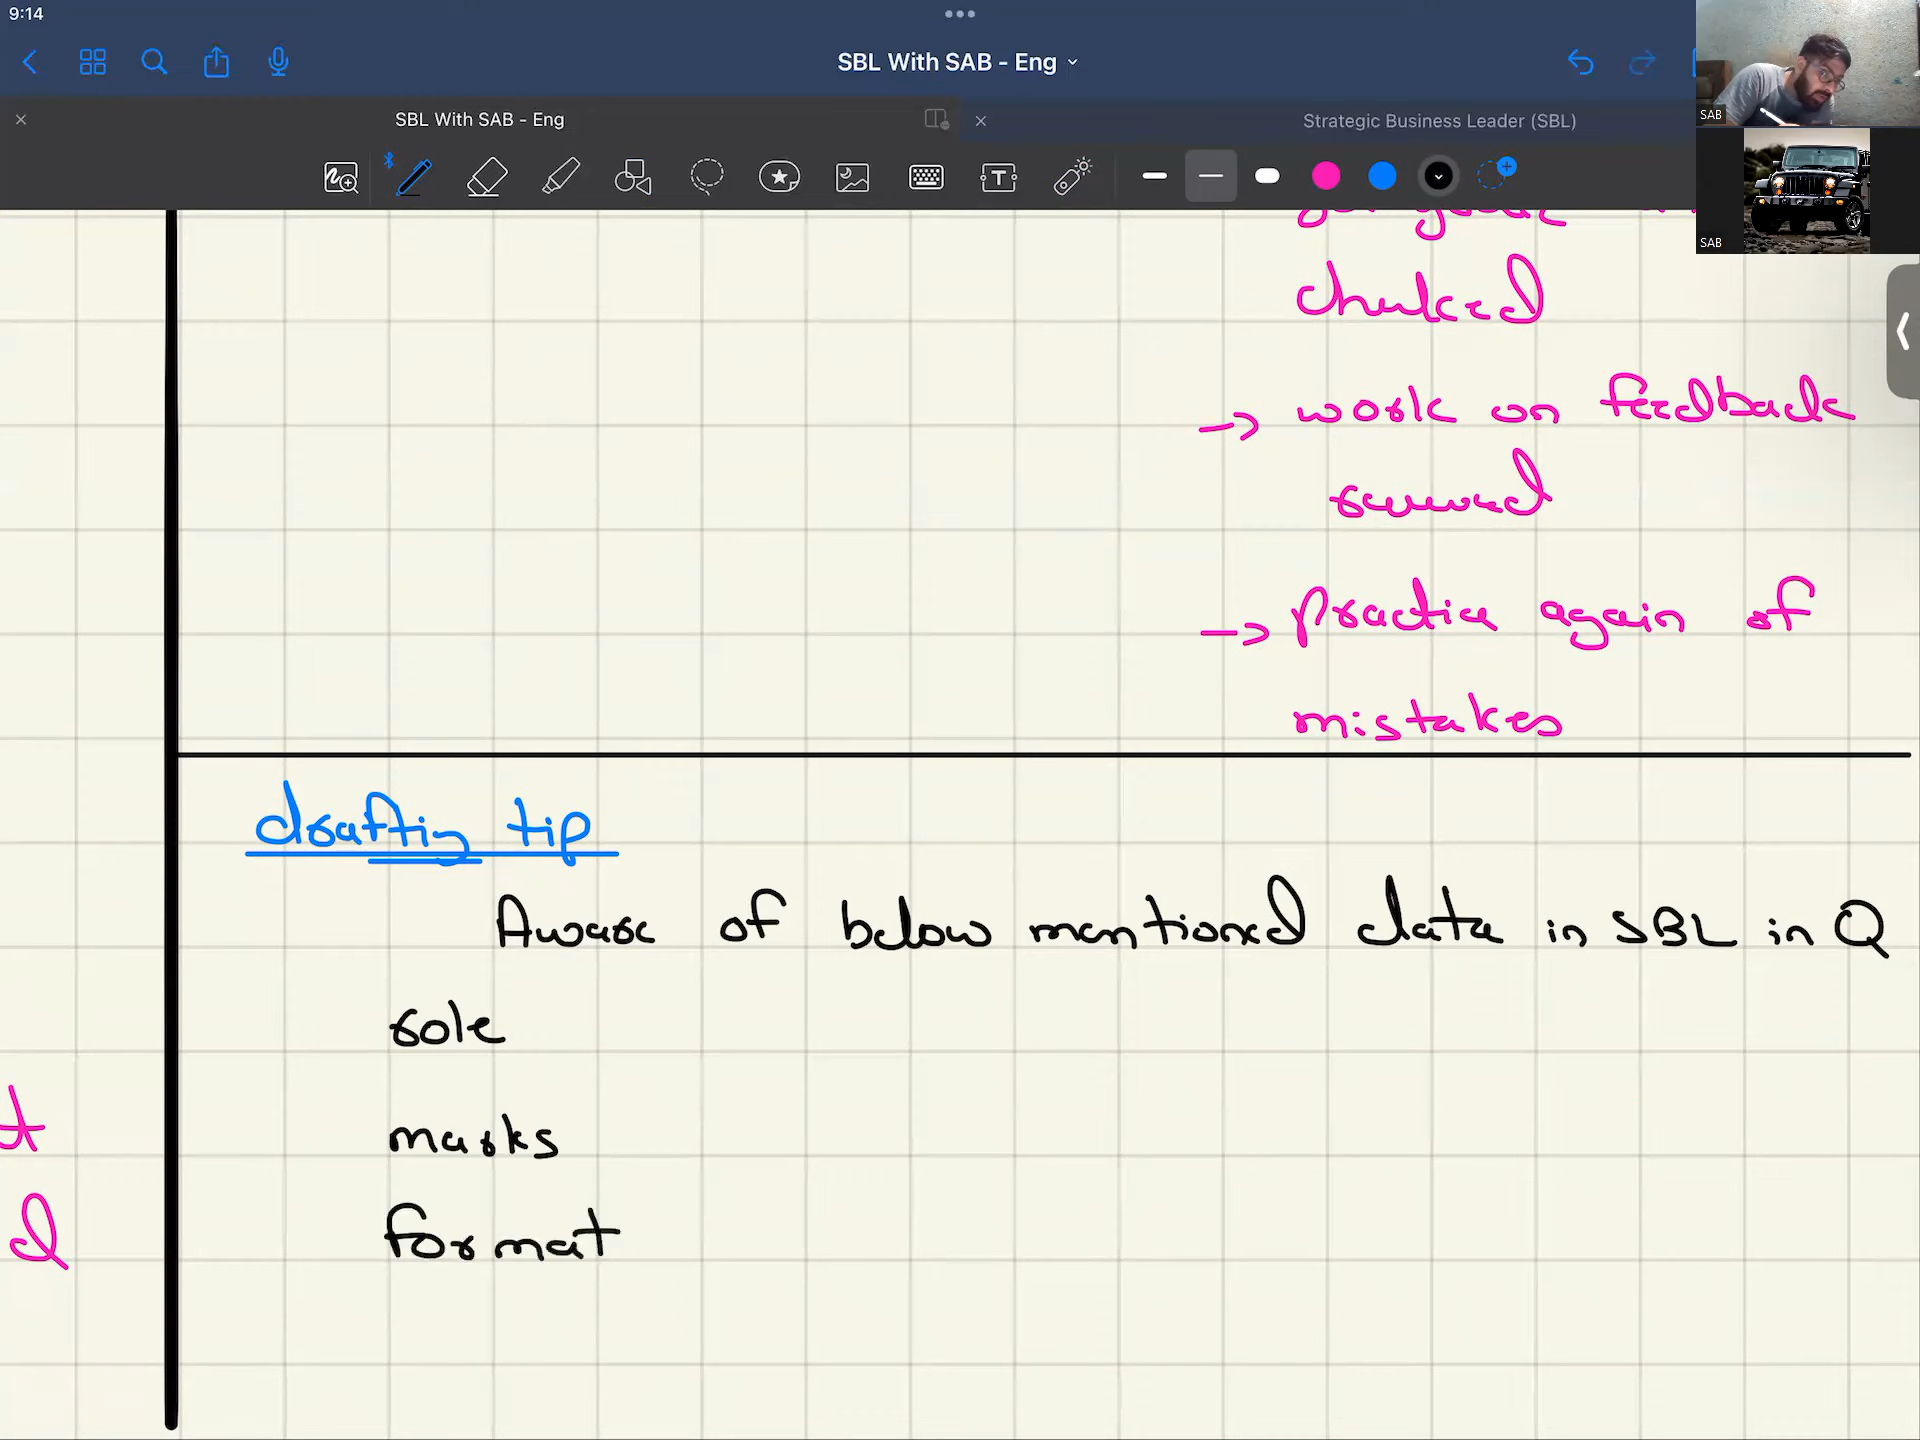 9:14
SBL With SAB - Eng
SBL With SAB - Eng
Strategic Business Leader (SBL)
SAB
SAB
checked
→ work on feedback
received
→ practice again of
mistakes
drafting tip
Aware of below mentioned data in SBL in Q
role
marks
format